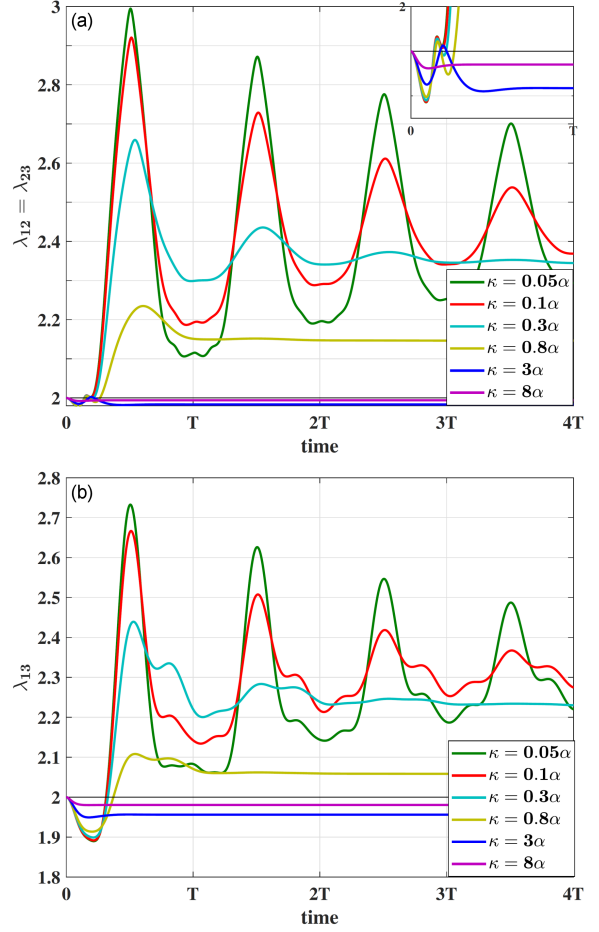 (a)
3
2.8
2.6
2.4
2.2
2
λ₁₂ = λ₂₃
2
0
T
κ = 0.05α
κ = 0.1α
κ = 0.3α
κ = 0.8α
κ = 3α
κ = 8α
0
T
2T
3T
4T
time
(b)
2.8
2.7
2.6
2.5
2.4
2.3
2.2
2.1
2
1.9
1.8
λ₁₃
κ = 0.05α
κ = 0.1α
κ = 0.3α
κ = 0.8α
κ = 3α
κ = 8α
0
T
2T
3T
4T
time